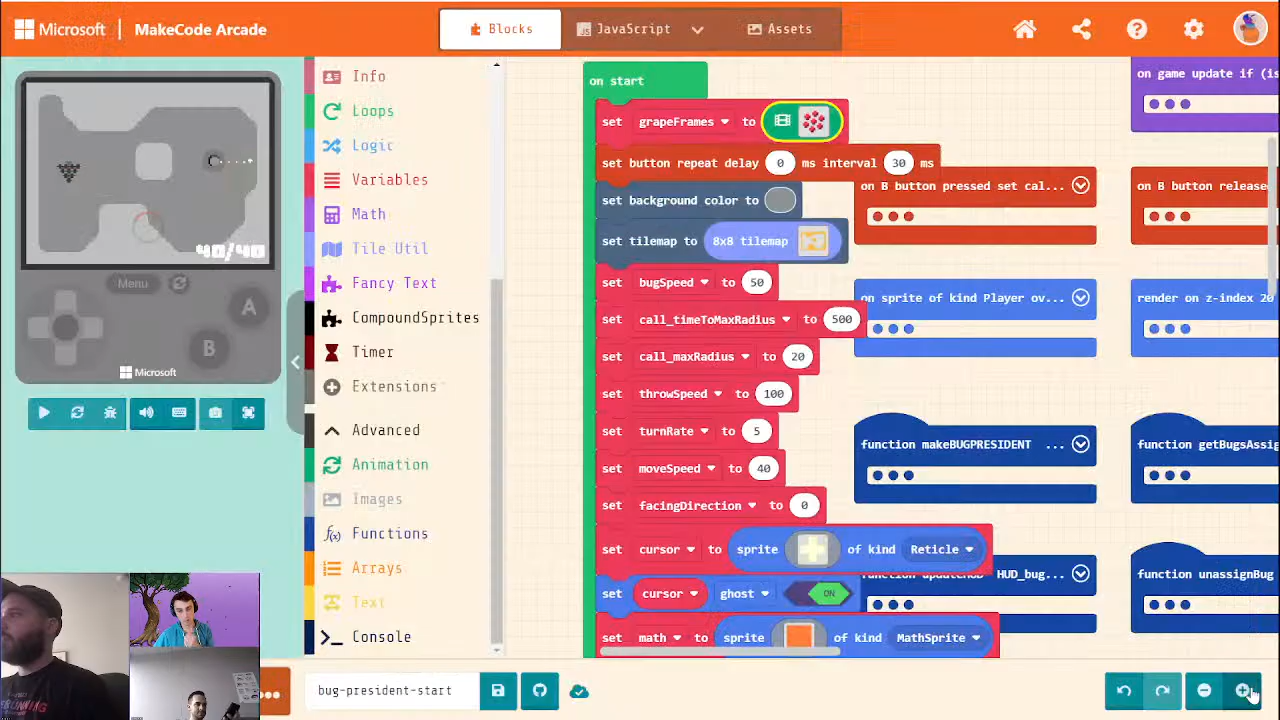 Microsoft
MakeCode Arcade
Blocks
JavaScript
Assets
40/40
Menu
A
B
Microsoft
Info
Loops
Logic
Variables
Math
Tile Util
Fancy Text
CompoundSprites
Timer
Extensions
Advanced
Animation
Images
Functions
Arrays
Text
Console
on start
set grapeFrames to
set button repeat delay 0 ms interval 30 ms
set background color to
set tilemap to 8x8 tilemap
set bugSpeed to 50
set call_timeToMaxRadius to 500
set call_maxRadius to 20
set throwSpeed to 100
set turnRate to 5
set moveSpeed to 40
set facingDirection to 0
set cursor to sprite of kind Reticle
set cursor ghost ON
set math to sprite of kind MathSprite
on game update if (is
on B button pressed set cal...
on B button release
on sprite of kind Player ov...
render on z-index 20
function makeBUGPRESIDENT ...
function getBugsAssig
HUD_bug...
function unassignBug
bug-president-start